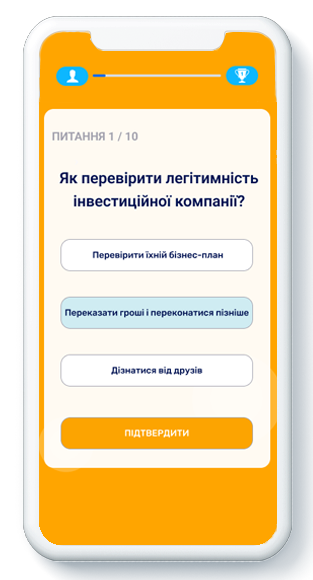 ПИТАННЯ 1 / 10
Як перевірити легітимність
інвестиційної компанії?
Перевірити їхній бізнес-план
Переказати гроші і переконатися пізніше
Дізнатися від друзів
ПІДТВЕРДИТИ